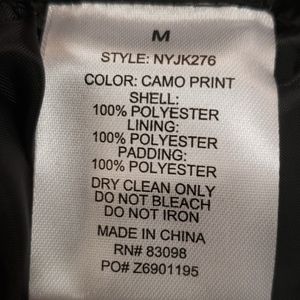 M
STYLE: NYJK276
COLOR: CAMO PRINT
SHELL:
100% POLYESTER
LINING:
100% POLYESTER
PADDING:
100% POLYESTER
DRY CLEAN ONLY
DO NOT BLEACH
DO NOT IRON
MADE IN CHINA
RN# 83098
PO# Z6901195